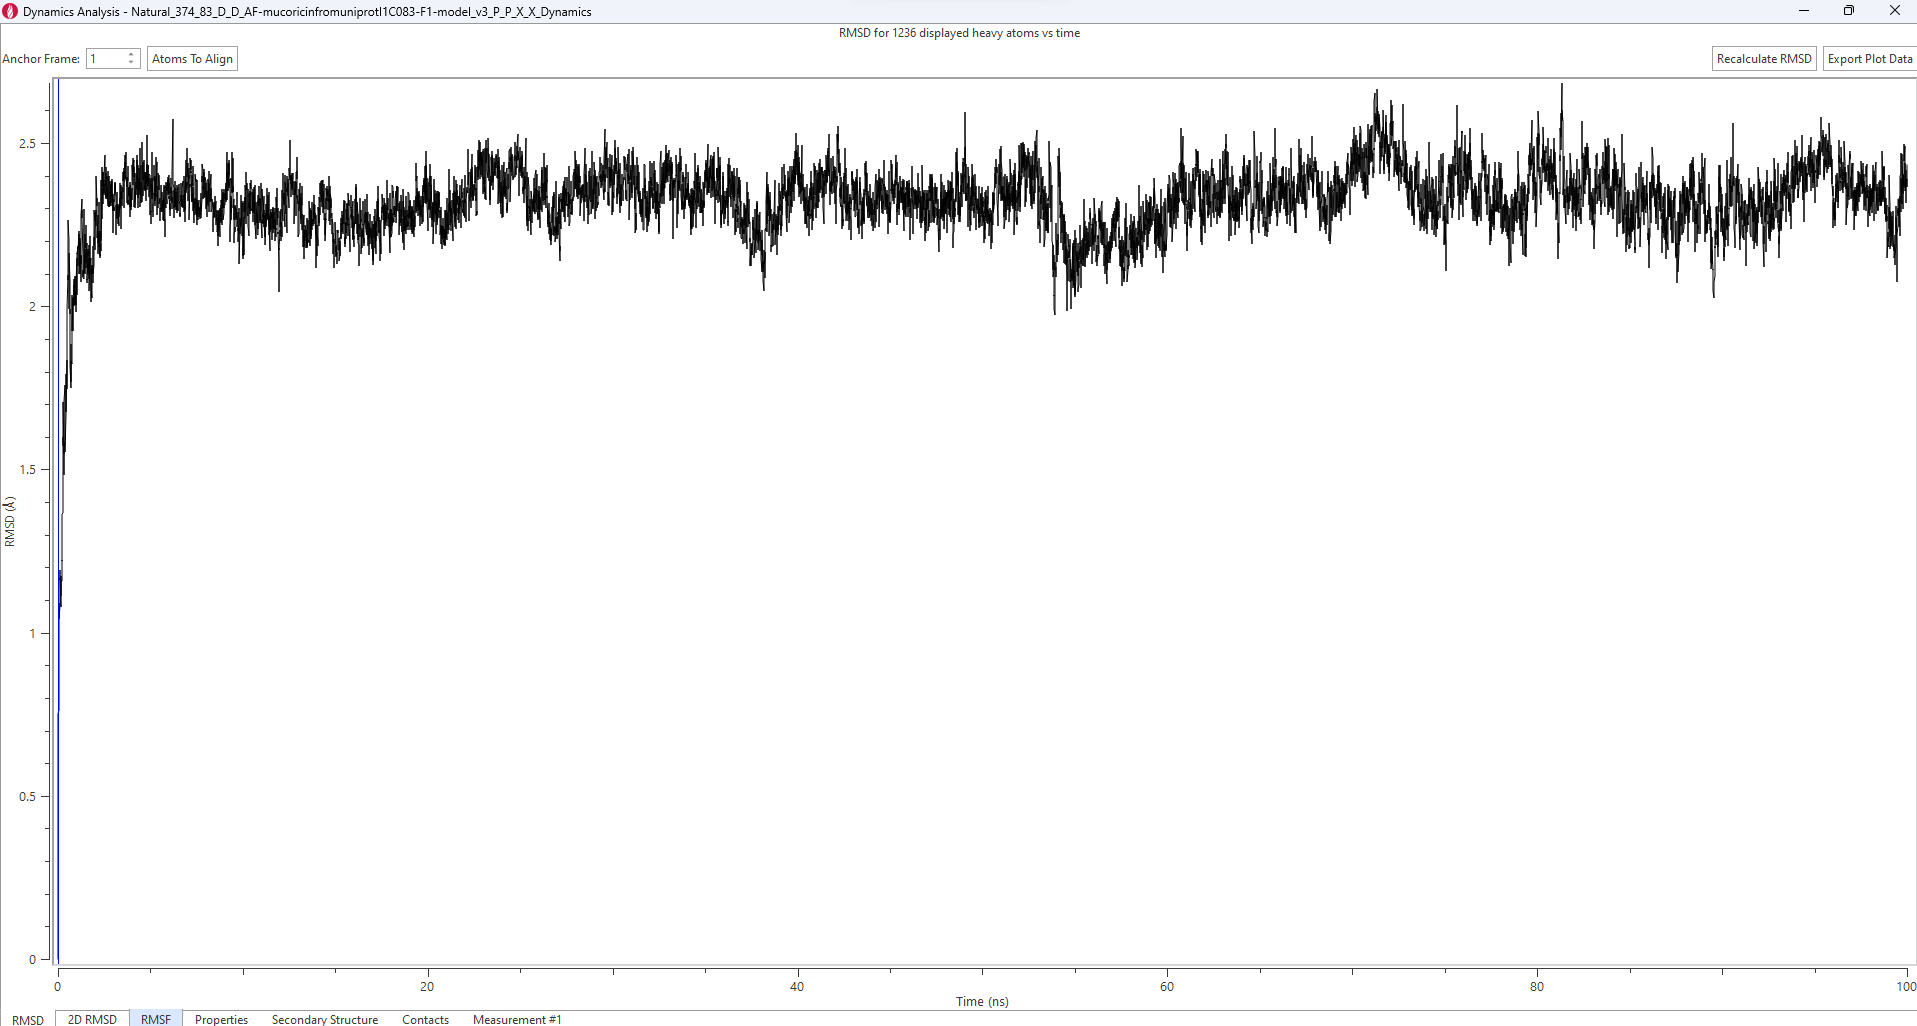 Dynamics Analysis - Natural_374_83_D_D_AF-mucoricinfromuniprotI1C083-F1-model_v3_P_P_X_X_Dynamics
RMSD for 1236 displayed heavy atoms vs time
Anchor Frame: 1 Atoms To Align Recalculate RMSD Export Plot Data
2.5
2
1.5
1
0.5
0
RMSD (Å)
0 20 40 60 80 100
Time (ns)
RMSD 2D RMSD RMSF Properties Secondary Structure Contacts Measurement #1